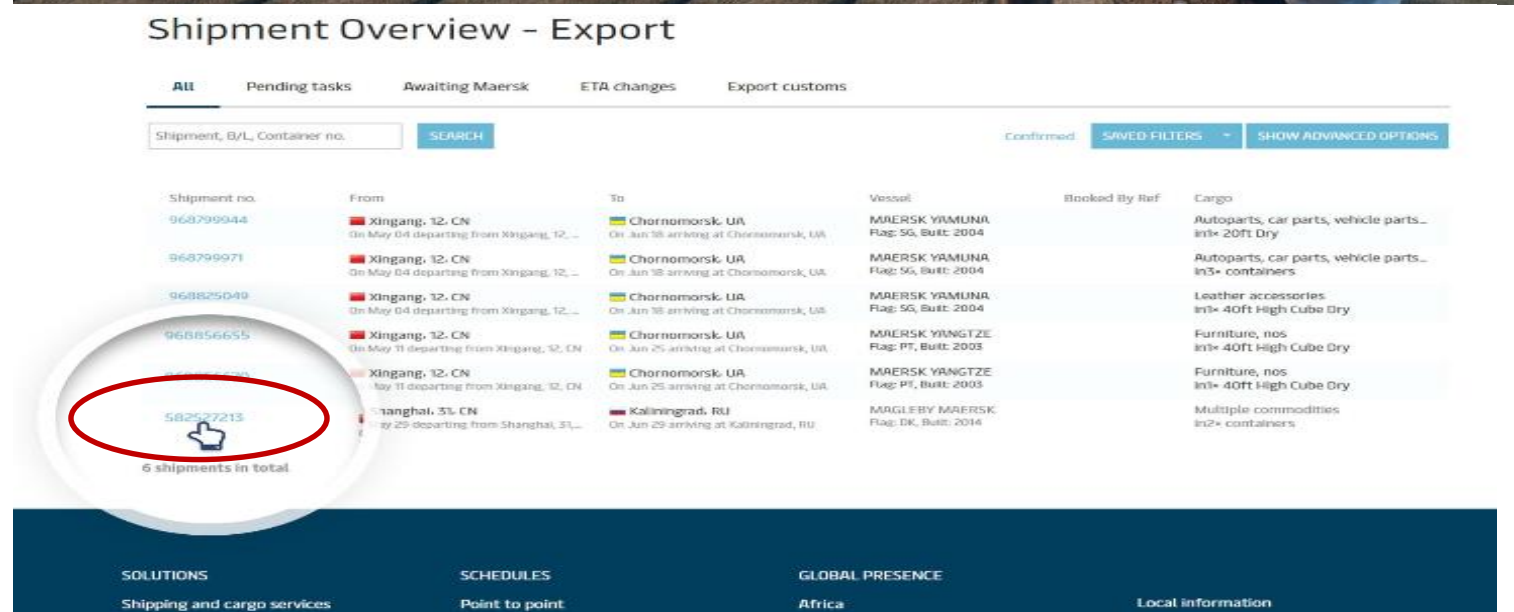 Shipment Overview - Export
All Pending tasks Awaiting Maersk ETA changes Export customs
Shipment, B/L, Container no. SEARCH Confirmed SAVED FILTERS SHOW ADVANCED OPTIONS
Shipment no. From To Vessel Booked By Ref Cargo
968799944 Xingang, 12, CN Chornomorsk, UA MAERSK YAMUNA Autoparts, car parts, vehicle parts...
On May 04 departing from Xingang, 12, ... On Jun 18 arriving at Chornomorsk, UA Flag: SG, Built: 2004 in1× 20ft Dry
968799971 Xingang, 12, CN Chornomorsk, UA MAERSK YAMUNA Autoparts, car parts, vehicle parts...
On May 04 departing from Xingang, 12, ... On Jun 18 arriving at Chornomorsk, UA Flag: SG, Built: 2004 in3× containers
968825049 Xingang, 12, CN Chornomorsk, UA MAERSK YAMUNA Leather accessories
On May 04 departing from Xingang, 12, ... On Jun 18 arriving at Chornomorsk, UA Flag: SG, Built: 2004 in1× 40ft High Cube Dry
968856655 Xingang, 12, CN Chornomorsk, UA MAERSK YANGTZE Furniture, nos
On May 11 departing from Xingang, 12, CN On Jun 25 arriving at Chornomorsk, UA Flag: PT, Built: 2003 in1× 40ft High Cube Dry
Xingang, 12, CN Chornomorsk, UA MAERSK YANGTZE Furniture, nos
May 11 departing from Xingang, 12, CN On Jun 25 arriving at Chornomorsk, UA Flag: PT, Built: 2003 in1× 40ft High Cube Dry
582527213 hanghai, 31, CN Kaliningrad, RU MAGLEBY MAERSK Multiple commodities
ay 29 departing from Shanghai, 31, ... On Jun 29 arriving at Kaliningrad, RU Flag: DK, Built: 2014 in2× containers
6 shipments in total
SOLUTIONS SCHEDULES GLOBAL PRESENCE
Shipping and cargo services Point to point Africa Local information